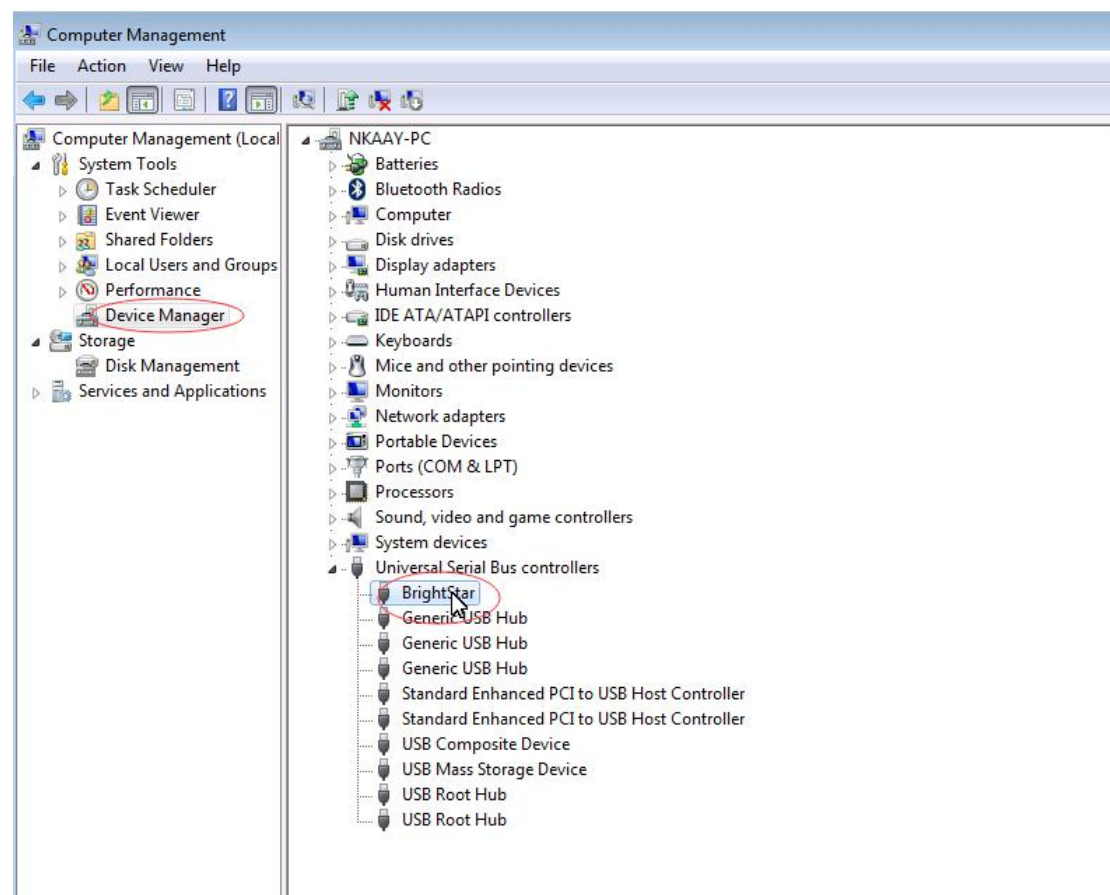 Computer Management
File Action View Help
Computer Management (Local
System Tools
Task Scheduler
Event Viewer
Shared Folders
Local Users and Groups
Performance
Device Manager
Storage
Disk Management
Services and Applications
NKAAY-PC
Batteries
Bluetooth Radios
Computer
Disk drives
Display adapters
Human Interface Devices
IDE ATA/ATAPI controllers
Keyboards
Mice and other pointing devices
Monitors
Network adapters
Portable Devices
Ports (COM & LPT)
Processors
Sound, video and game controllers
System devices
Universal Serial Bus controllers
BrightStar
Generic USB Hub
Generic USB Hub
Generic USB Hub
Standard Enhanced PCI to USB Host Controller
Standard Enhanced PCI to USB Host Controller
USB Composite Device
USB Mass Storage Device
USB Root Hub
USB Root Hub